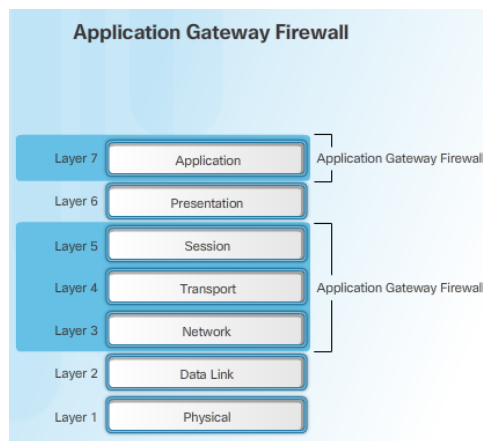 Application Gateway Firewall
Layer 7 Application Application Gateway Firewall
Layer 6 Presentation
Layer 5 Session
Layer 4 Transport Application Gateway Firewall
Layer 3 Network
Layer 2 Data Link
Layer 1 Physical